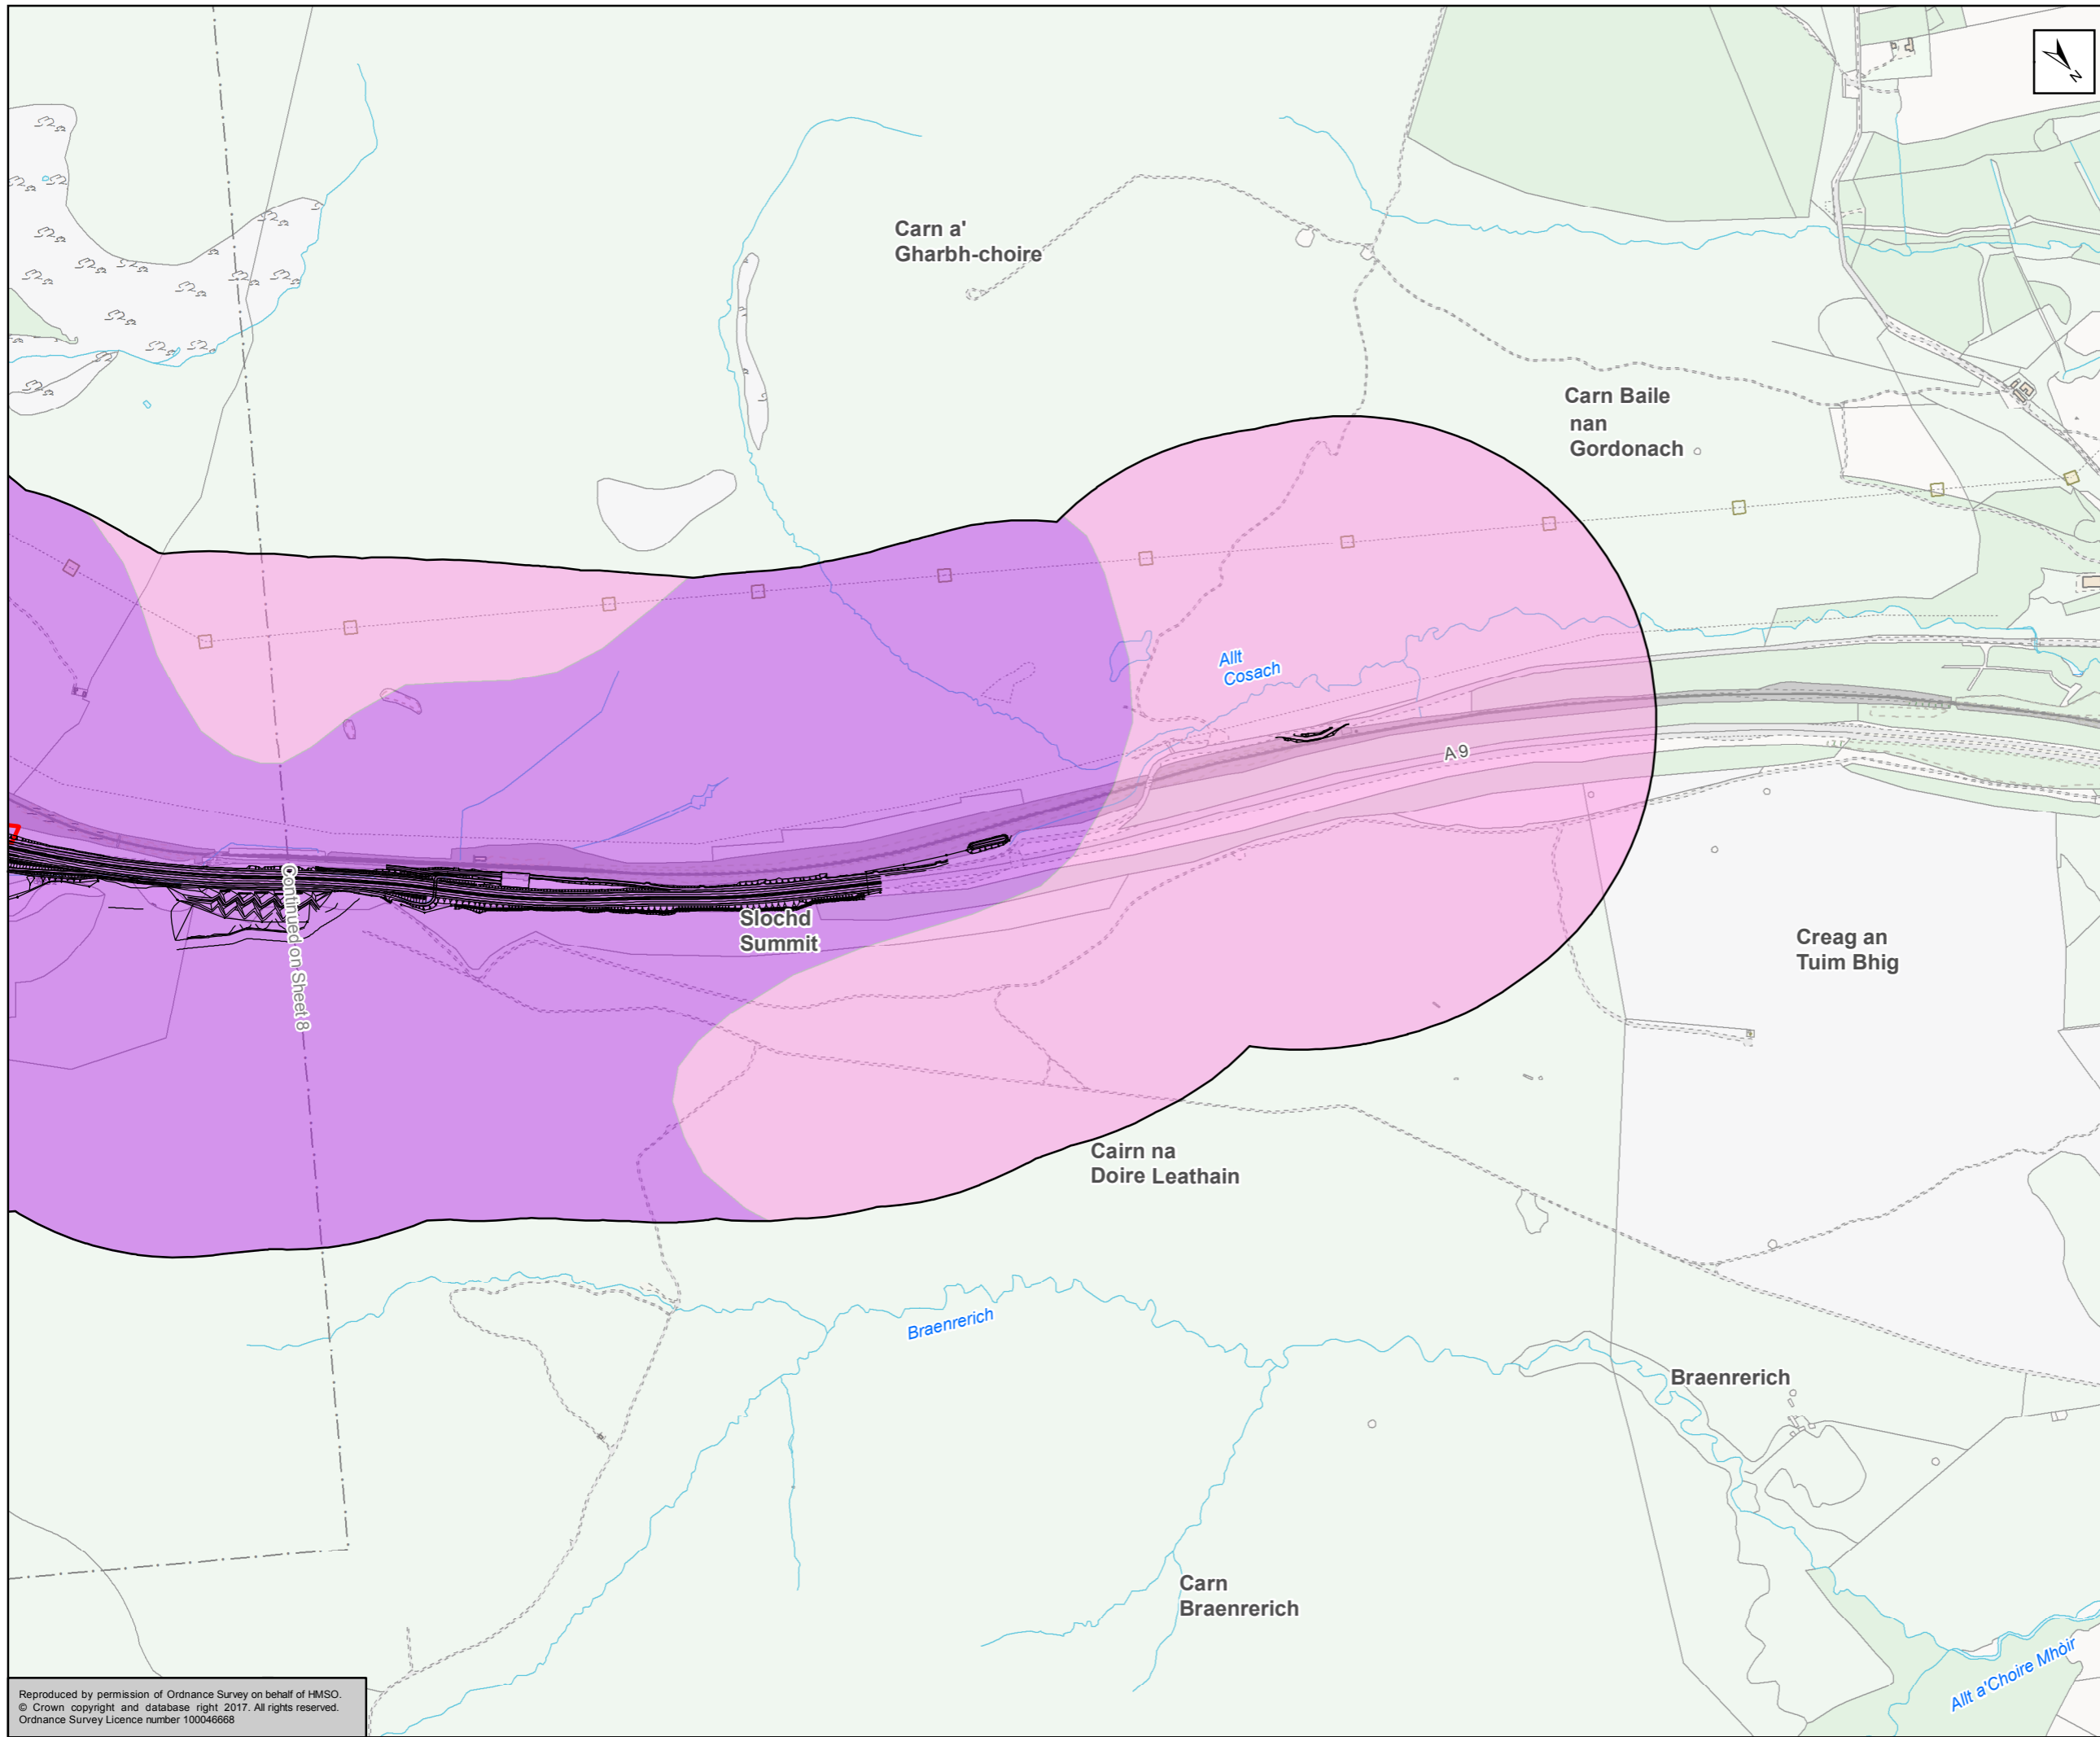 N
Carn a'
Gharbh-choire
Carn Baile
nan
Gordonach
Allt
Cosach
A 9
Slochd
Summit
Continued on Sheet 8
Creag an
Tuim Bhig
Cairn na
Doire Leathain
Braenrerich
Braenrerich
Carn
Braenrerich
Allt a'Choire Mhòir
Reproduced by permission of Ordnance Survey on behalf of HMSO.
© Crown copyright and database right 2017. All rights reserved.
Ordnance Survey Licence number 100046668